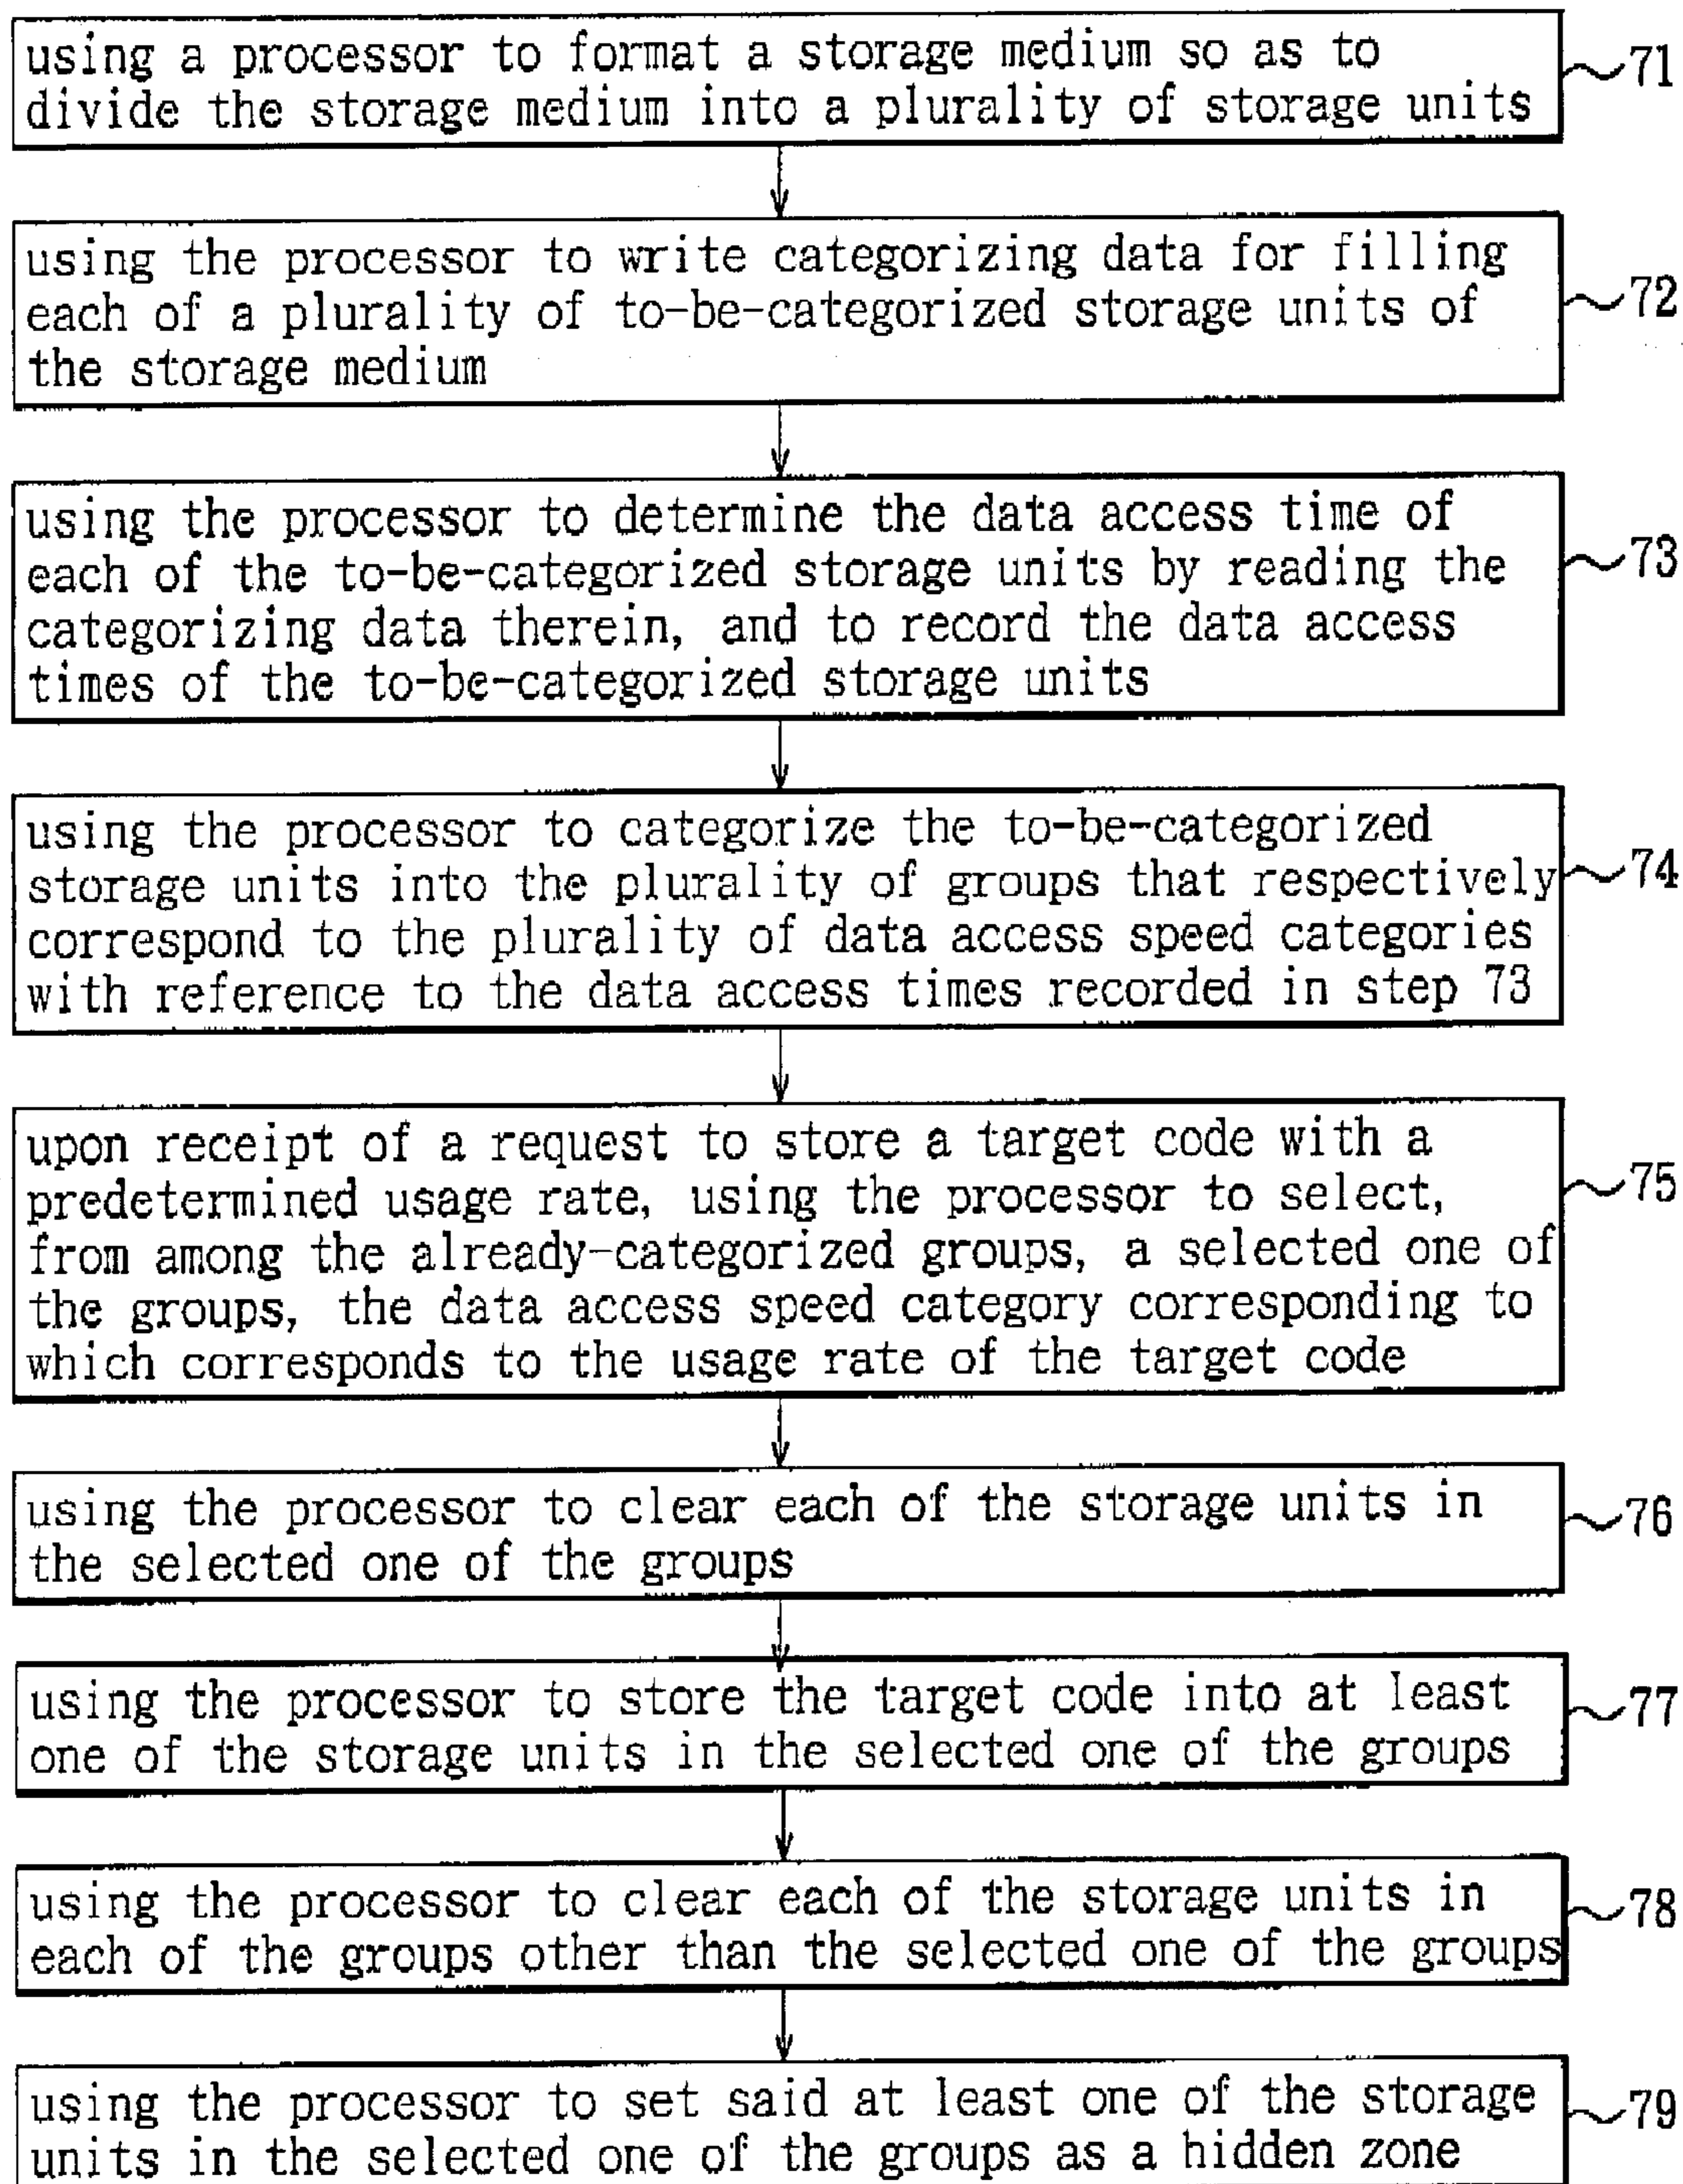 using a processor to format a storage medium so as to
divide the storage medium into a plurality of storage units
71
using the processor to write categorizing data for filling
each of a plurality of to-be-categorized storage units of
the storage medium
72
using the processor to determine the data access time of
each of the to-be-categorized storage units by reading the
categorizing data therein, and to record the data access
times of the to-be-categorized storage units
73
using the processor to categorize the to-be-categorized
storage units into the plurality of groups that respectively
correspond to the plurality of data access speed categories
with reference to the data access times recorded in step 73
74
upon receipt of a request to store a target code with a
predetermined usage rate, using the processor to select,
from among the already-categorized groups, a selected one of
the groups, the data access speed category corresponding to
which corresponds to the usage rate of the target code
75
using the processor to clear each of the storage units in
the selected one of the groups
76
using the processor to store the target code into at least
one of the storage units in the selected one of the groups
77
using the processor to clear each of the storage units in
each of the groups other than the selected one of the groups
78
using the processor to set said at least one of the storage
units in the selected one of the groups as a hidden zone
79